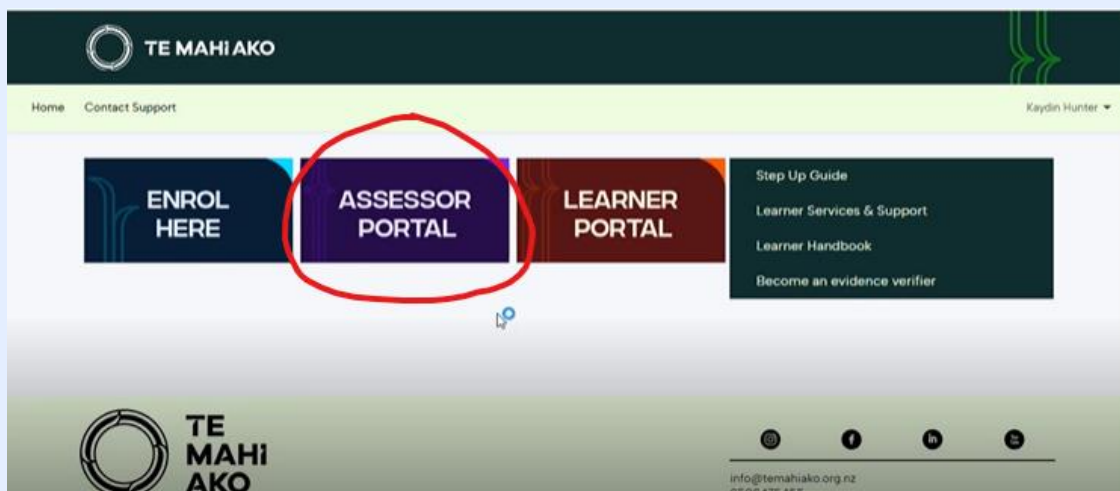 TE MAHi AKO
Home Contact Support Kaydin Hunter
ENROL
HERE
ASSESSOR
PORTAL
LEARNER
PORTAL
Step Up Guide
Learner Services & Support
Learner Handbook
Become an evidence verifier
TE
MAHi
AKO
info@temahiako.org.nz